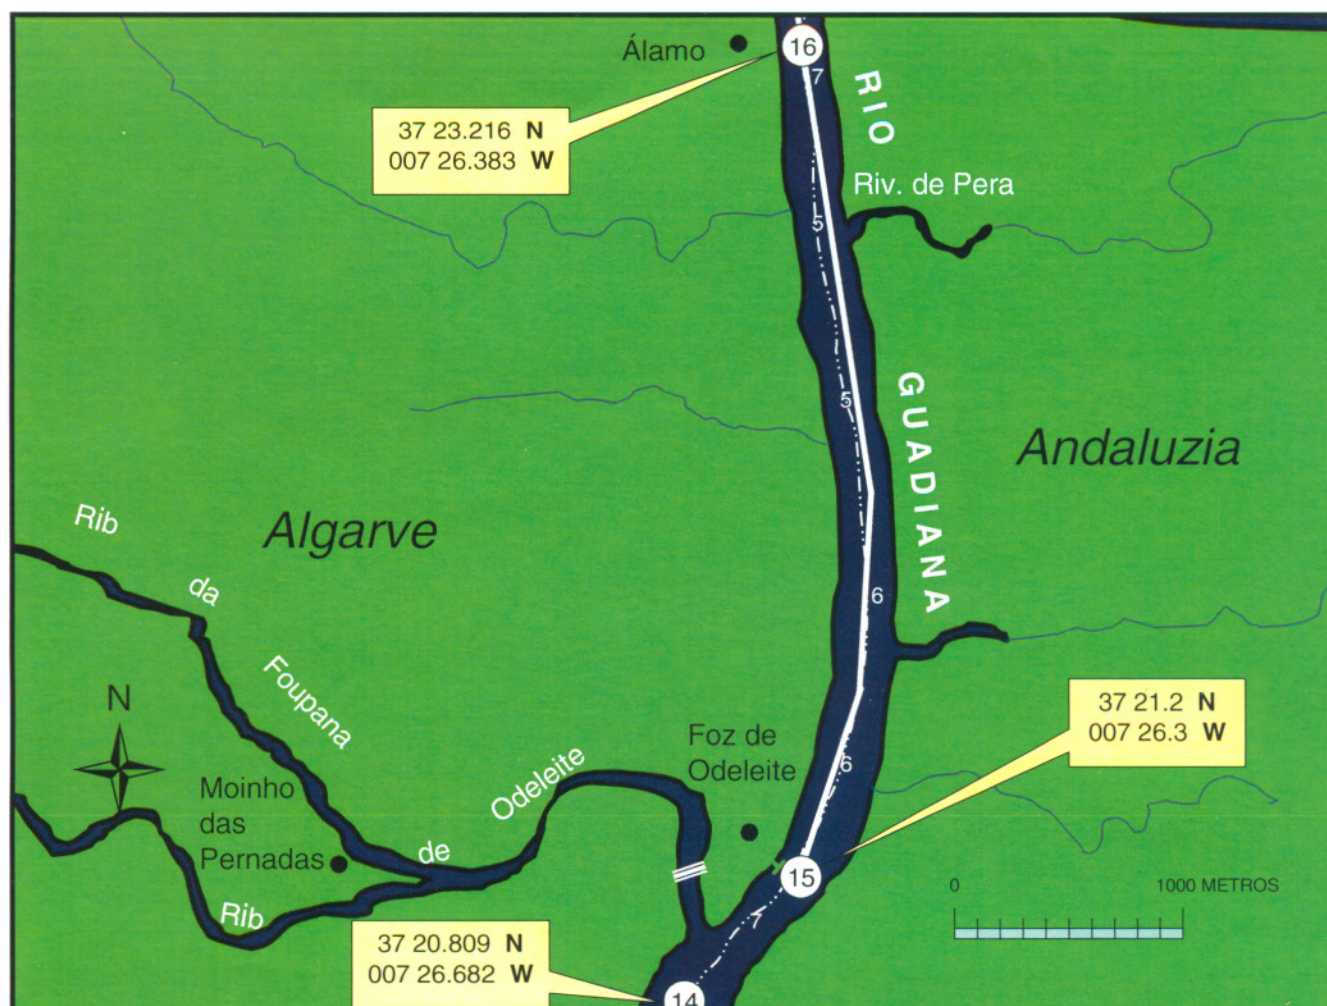 Álamo
16
7
RIO
37 23.216 N
007 26.383 W
Riv. de Pera
5
5
GUADIANA
Andaluzia
Algarve
Rib
da
Foupana
6
N
37 21.2 N
007 26.3 W
Foz de
Odeleite
6
Odeleite
Moinho
das
Pernadas
de
Rib
15
0 1000 METROS
7
37 20.809 N
007 26.682 W
14